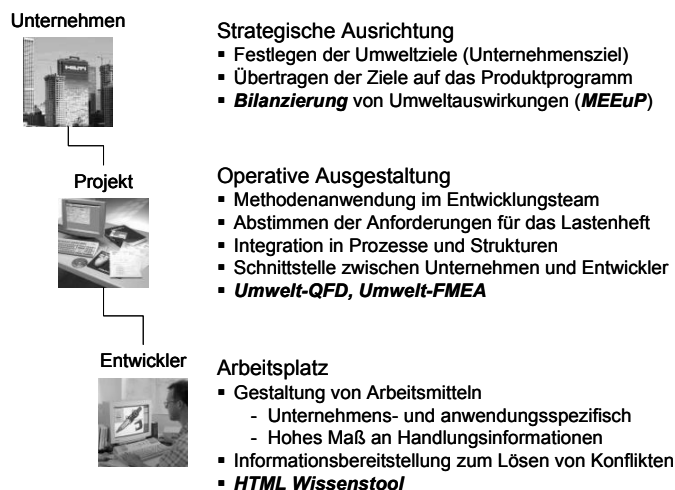 Unternehmen
HILTI
Strategische Ausrichtung
▪ Festlegen der Umweltziele (Unternehmensziel)
▪ Übertragen der Ziele auf das Produktprogramm
▪ Bilanzierung von Umweltauswirkungen (MEEuP)
Projekt
Operative Ausgestaltung
▪ Methodenanwendung im Entwicklungsteam
▪ Abstimmen der Anforderungen für das Lastenheft
▪ Integration in Prozesse und Strukturen
▪ Schnittstelle zwischen Unternehmen und Entwickler
▪ Umwelt-QFD, Umwelt-FMEA
Entwickler
Arbeitsplatz
▪ Gestaltung von Arbeitsmitteln
- Unternehmens- und anwendungsspezifisch
- Hohes Maß an Handlungsinformationen
▪ Informationsbereitstellung zum Lösen von Konflikten
▪ HTML Wissenstool